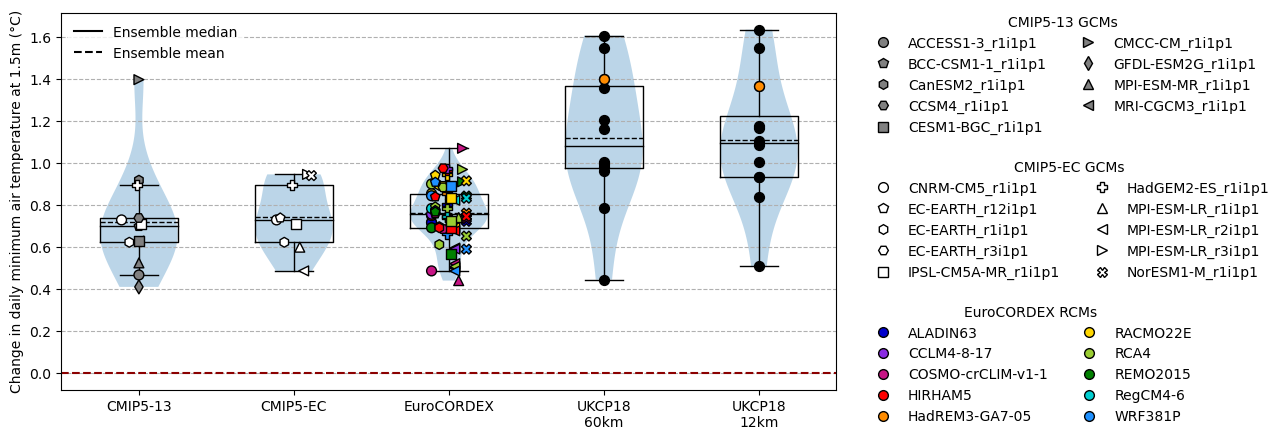 Change in daily minimum air temperature at 1.5m (°C)
1.6
1.4
1.2
1.0
0.8
0.6
0.4
0.2
0.0
Ensemble median
Ensemble mean
CMIP5-13
CMIP5-EC
EuroCORDEX
UKCP18
60km
UKCP18
12km
CMIP5-13 GCMs
ACCESS1-3_r1i1p1
BCC-CSM1-1_r1i1p1
CanESM2_r1i1p1
CCSM4_r1i1p1
CESM1-BGC_r1i1p1
CMCC-CM_r1i1p1
GFDL-ESM2G_r1i1p1
MPI-ESM-MR_r1i1p1
MRI-CGCM3_r1i1p1
CMIP5-EC GCMs
CNRM-CM5_r1i1p1
EC-EARTH_r12i1p1
EC-EARTH_r1i1p1
EC-EARTH_r3i1p1
IPSL-CM5A-MR_r1i1p1
HadGEM2-ES_r1i1p1
MPI-ESM-LR_r1i1p1
MPI-ESM-LR_r2i1p1
MPI-ESM-LR_r3i1p1
NorESM1-M_r1i1p1
EuroCORDEX RCMs
ALADIN63
CCLM4-8-17
COSMO-crCLIM-v1-1
HIRHAM5
HadREM3-GA7-05
RACMO22E
RCA4
REMO2015
RegCM4-6
WRF381P